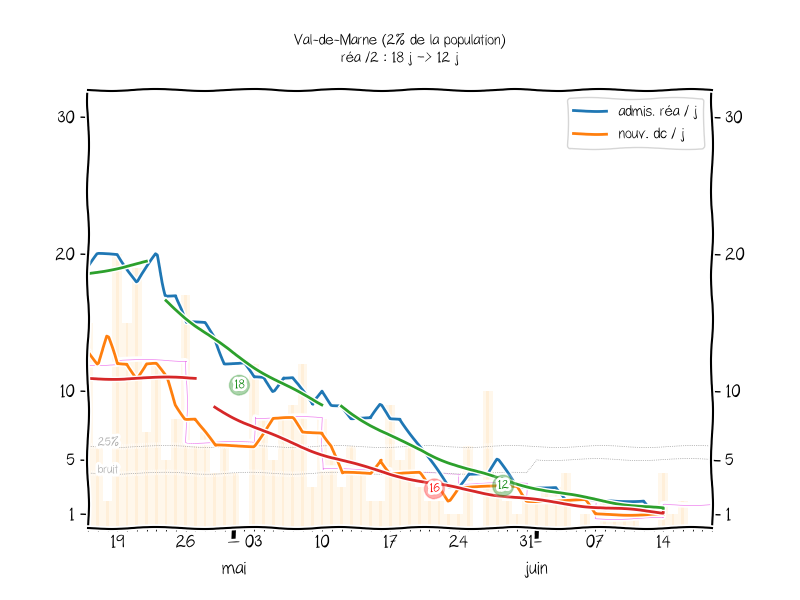 Val-de-Marne (2% de la population)
réa /2 : 18 j -> 12 j
admis. réa / j
nouv. dc / j
30
30
20
20
10
10
5
5
1
1
25%
bruit
18
16
12
19 26 03 10 17 24 31 07 14
mai juin